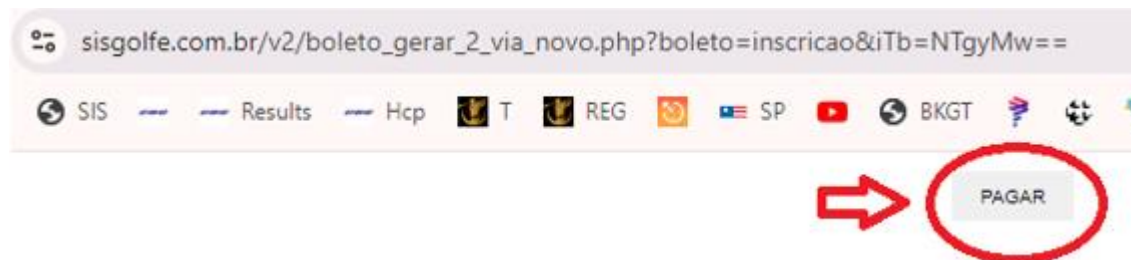 sisgolfe.com.br/v2/boleto_gerar_2_via_novo.php?boleto=inscricao&iTb=NTgyMw==
SIS Results Hcp T REG SP BKGT
PAGAR